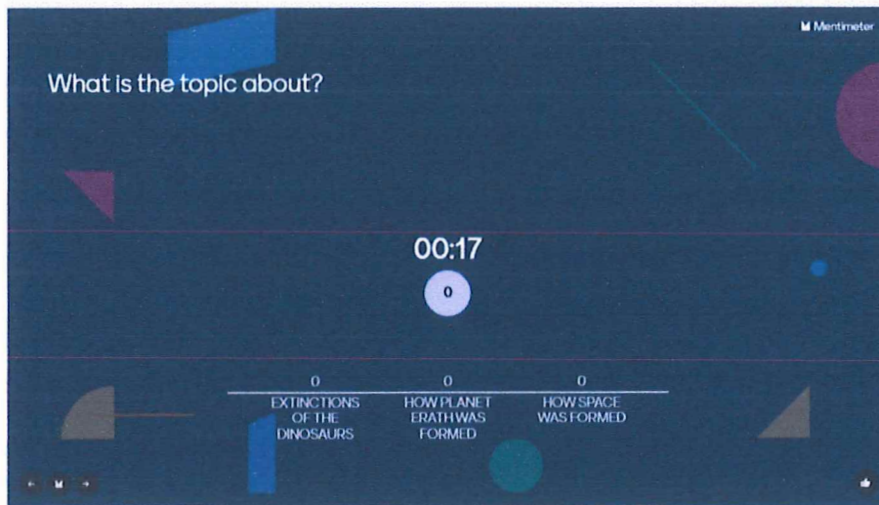 Mentimeter
What is the topic about?
00:17
0
0
0
0
EXTINCTIONS
OF THE
DINOSAURS
HOW PLANET
ERATH WAS
FORMED
HOW SPACE
WAS FORMED